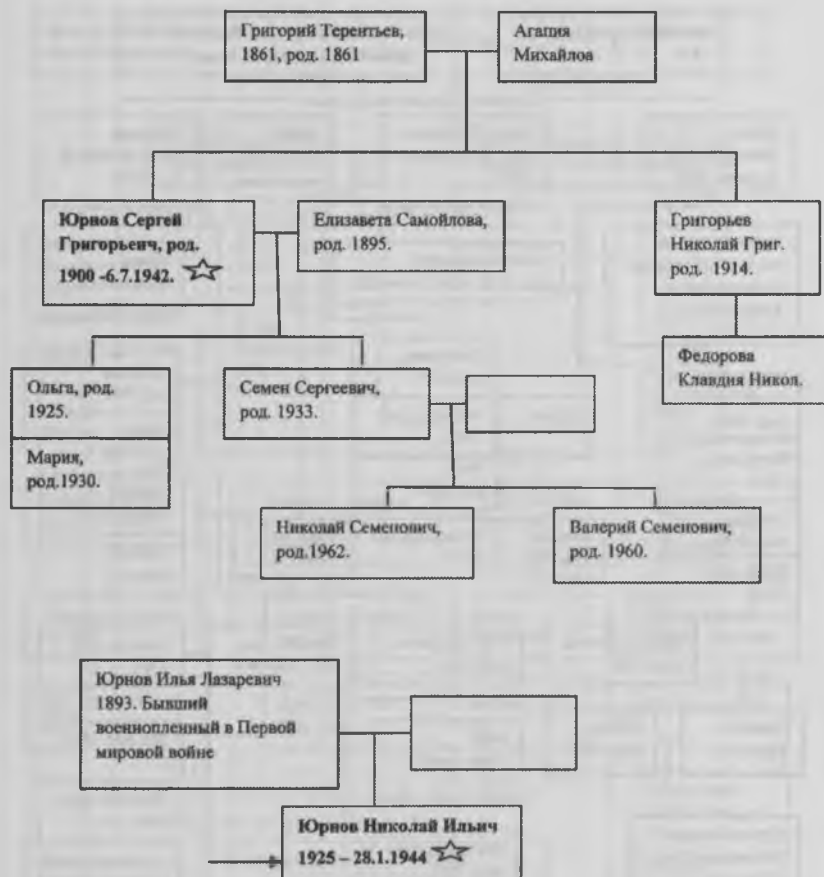 Григорий Терентьев,
1861, род. 1861
Агапия
Михайлоа
Юрнов Сергей
Григорьевич, род.
1900 -6.7.1942.
Елизавета Самойлова,
род. 1895.
Григорьев
Николай Григ.
род. 1914.
Ольга, род.
1925.
Мария,
род.1930.
Семен Сергеевич,
род. 1933.
Федорова
Клавдия Никол.
Николай Семенович,
род.1962.
Валерий Семенович,
род. 1960.
Юрнов Илья Лазаревич
1893. Бывший
военнопленный в Первой
мировой войне
Юрнов Николай Ильич
1925 – 28.1.1944